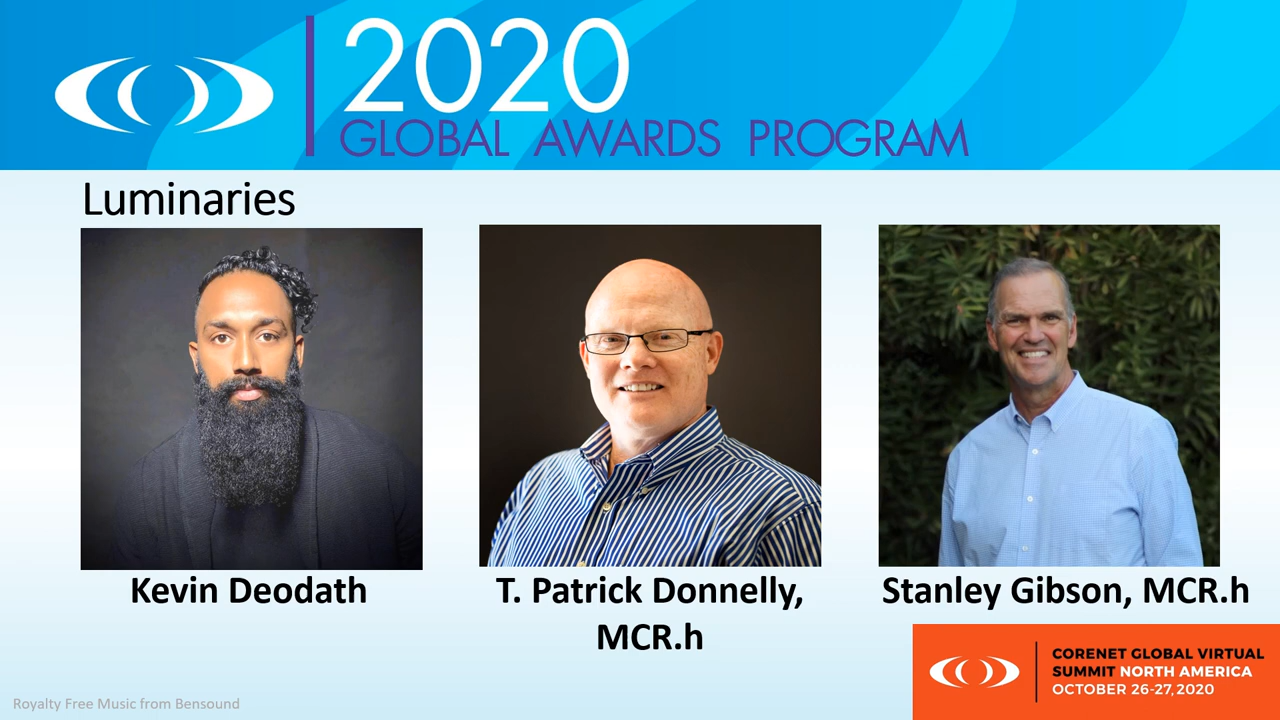 2020
GLOBAL AWARDS PROGRAM
Luminaries
Kevin Deodath
T. Patrick Donnelly,
MCR.h
Stanley Gibson, MCR.h
CORENET GLOBAL VIRTUAL
SUMMIT NORTH AMERICA
OCTOBER 26-27, 2020
Royalty Free Music from Bensound